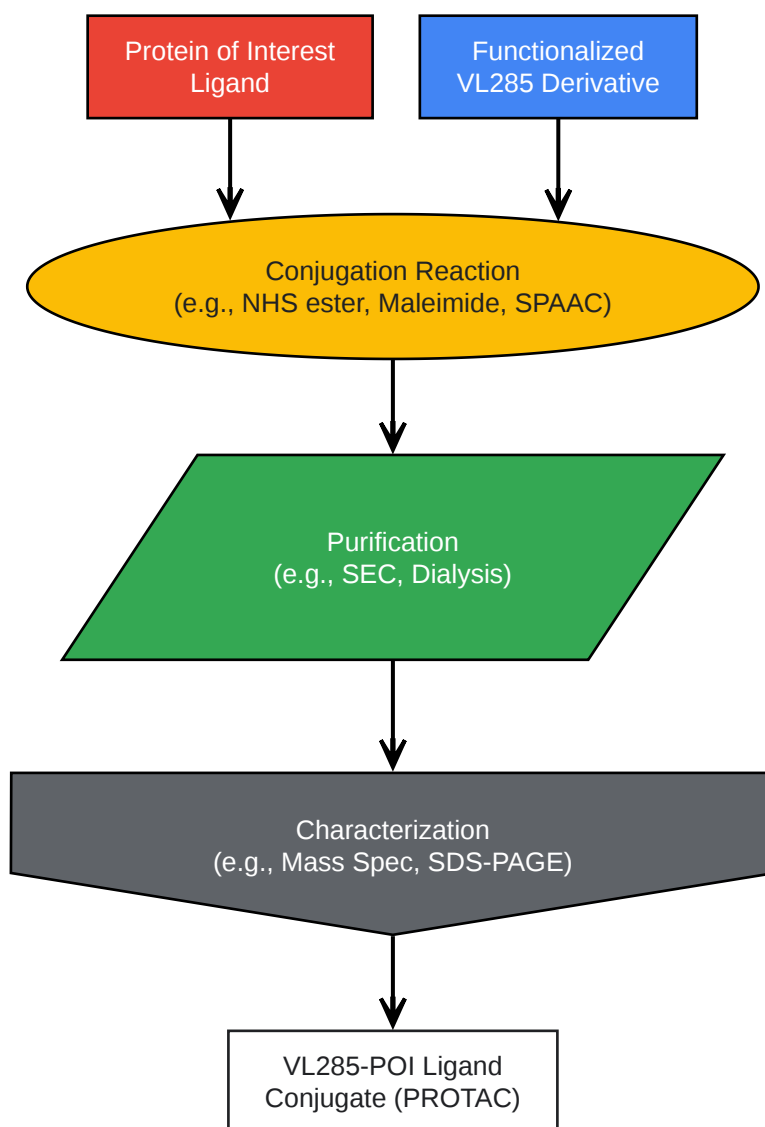 Protein of Interest
Ligand
Functionalized
VL285 Derivative
Conjugation Reaction
(e.g., NHS ester, Maleimide, SPAAC)
Purification
(e.g., SEC, Dialysis)
Characterization
(e.g., Mass Spec, SDS-PAGE)
VL285-POI Ligand
Conjugate (PROTAC)